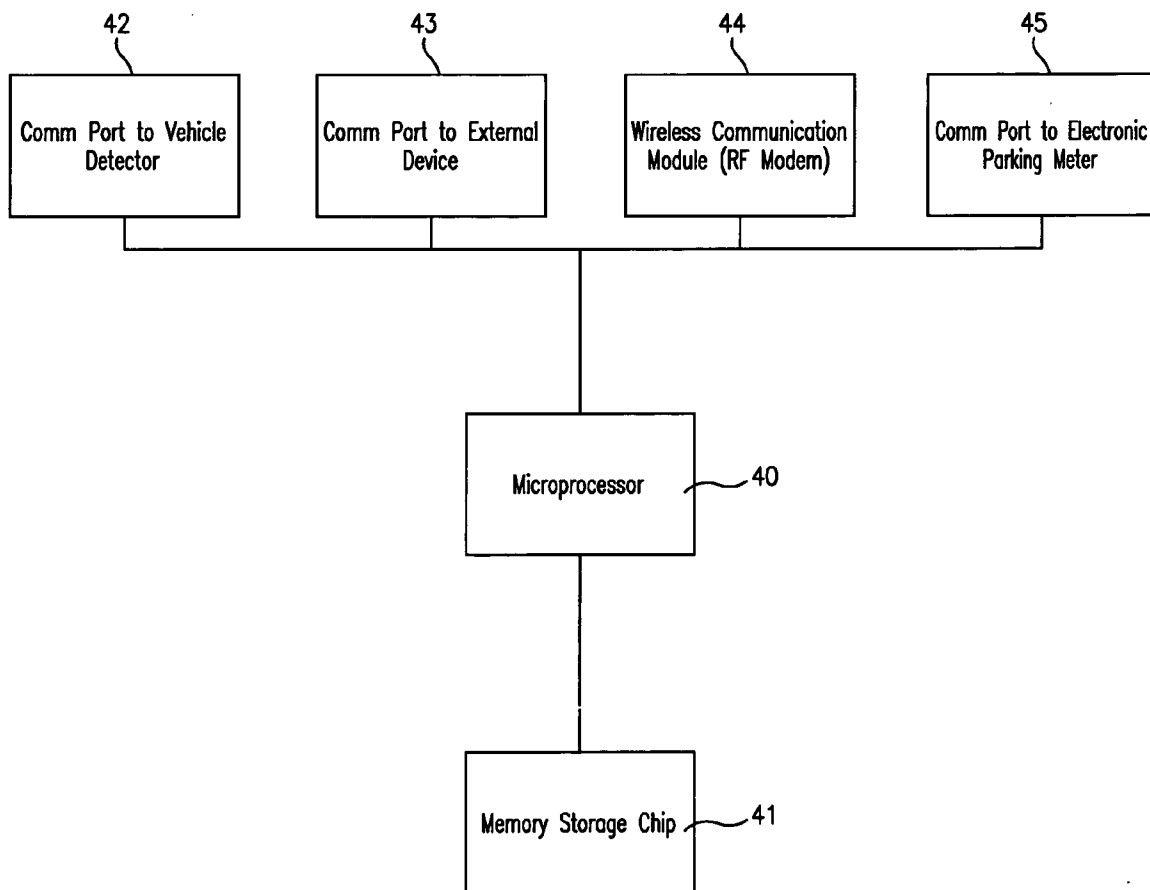 42
43
44
45
Comm Port to Vehicle
Detector
Comm Port to External
Device
Wireless Communication
Module (RF Modem)
Comm Port to Electronic
Parking Meter
Microprocessor
40
Memory Storage Chip
41